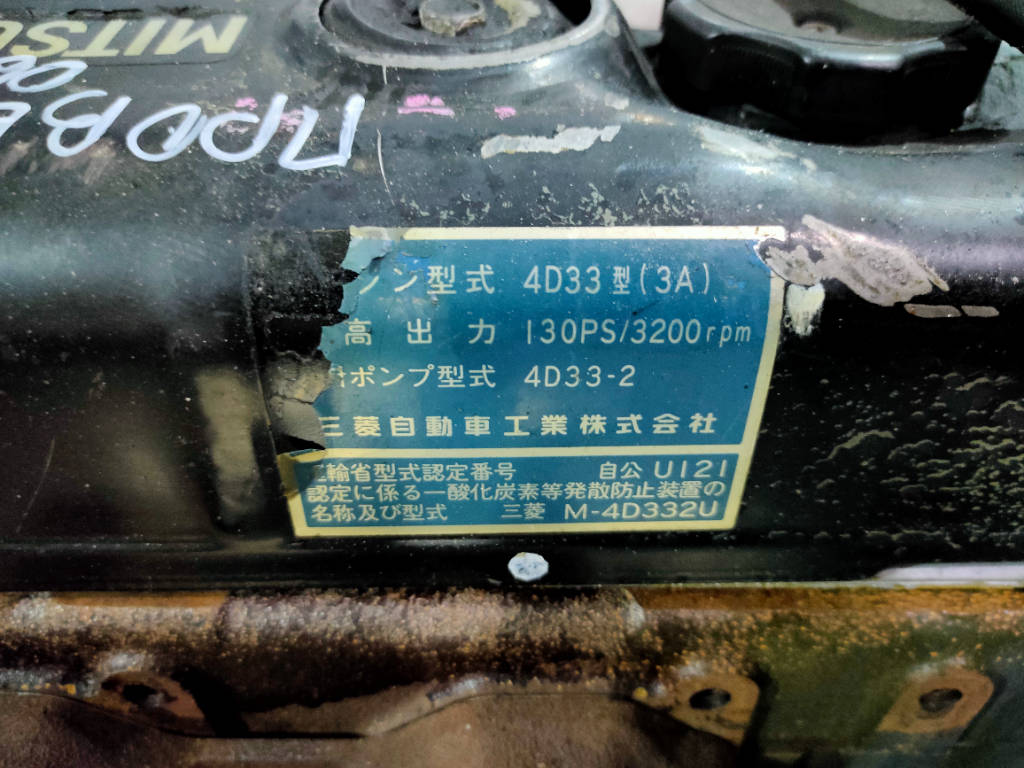 MITSU
ПРОВЕ
ン型式 4D33型(3A)
高出力 130PS/3200rpm
ポンプ型式 4D33-2
三菱自動車工業株式会社
輸省型式認定番号 自公 U121
認定に係る一酸化炭素等発散防止装置の
名称及び型式 三菱 M-4D332U